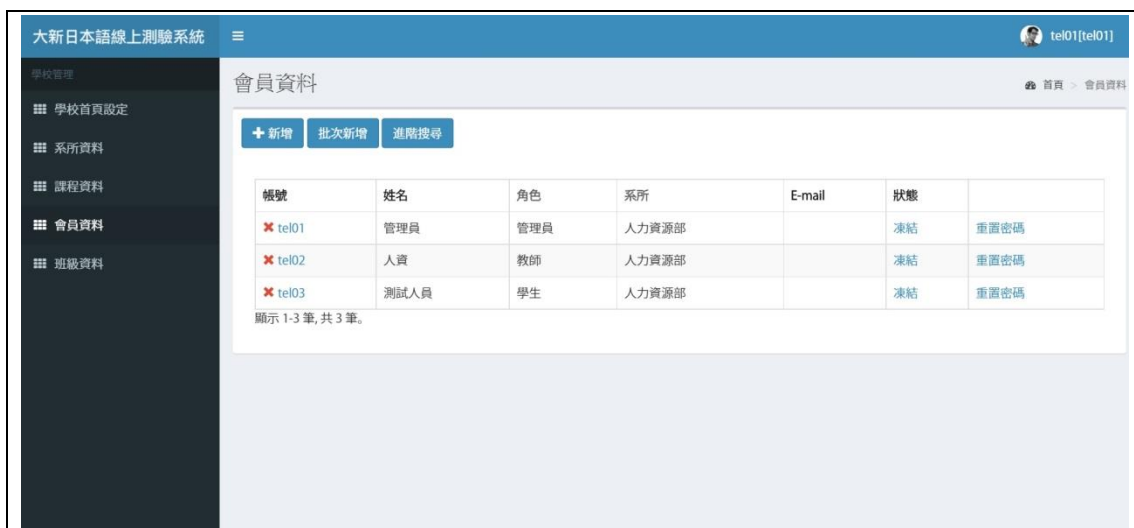 大新日本語線上測驗系統
tel01[tel01]
學校管理
學校首頁設定
系所資料
課程資料
會員資料
班級資料
會員資料
首頁 > 會員資料
新增 批次新增 進階搜尋
帳號 姓名 角色 系所 E-mail 狀態
tel01 管理員 管理員 人力資源部 凍結 重置密碼
tel02 人資 教師 人力資源部 凍結 重置密碼
tel03 測試人員 學生 人力資源部 凍結 重置密碼
顯示 1-3 筆, 共 3 筆。